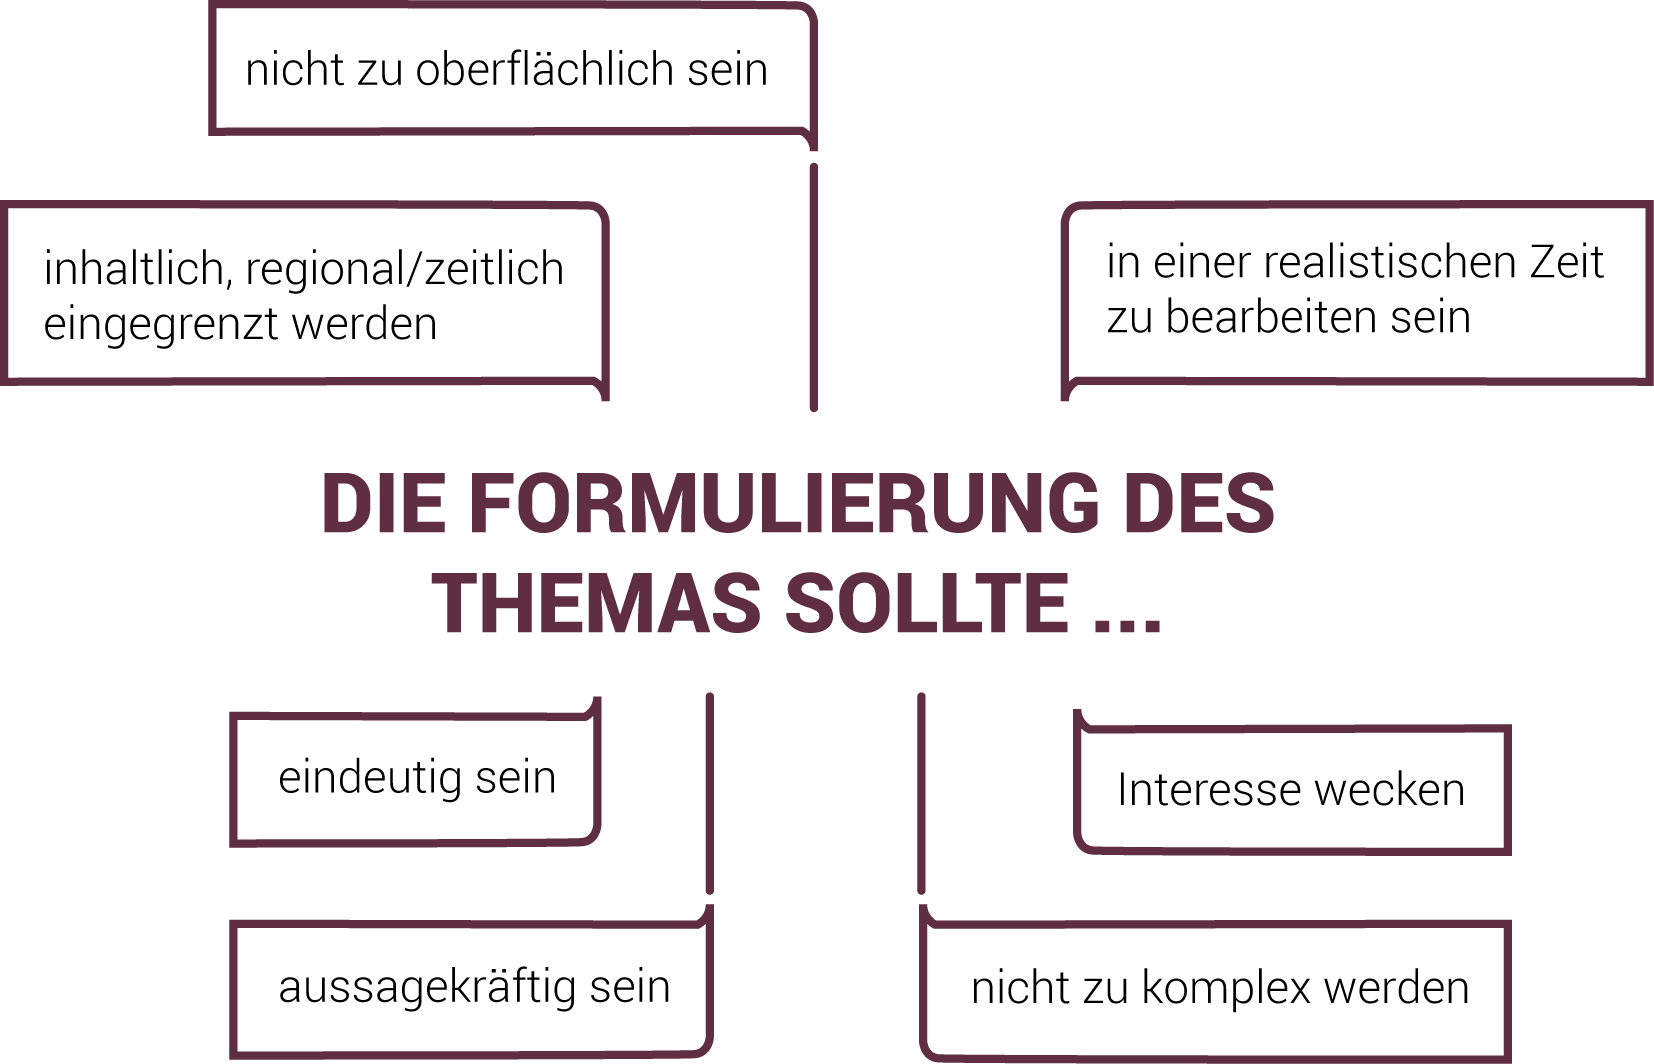 nicht zu oberflächlich sein
inhaltlich, regional/zeitlich
eingegrenzt werden
in einer realistischen Zeit
zu bearbeiten sein
DIE FORMULIERUNG DES
THEMAS SOLLTE ...
eindeutig sein
Interesse wecken
aussagekräftig sein
nicht zu komplex werden